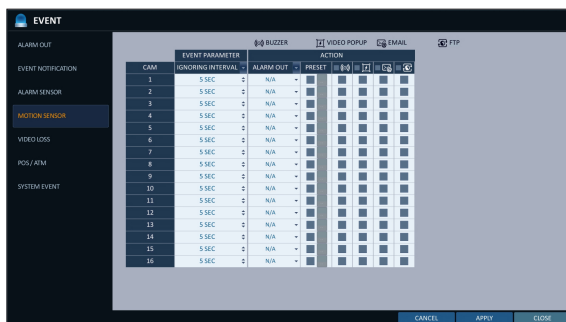 EVENT
BUZZER VIDEO POPUP EMAIL FTP
ALARM OUT
EVENT NOTIFICATION
ALARM SENSOR
MOTION SENSOR
VIDEO LOSS
POS / ATM
SYSTEM EVENT
EVENT PARAMETER ACTION
CAM IGNORING INTERVAL ALARM OUT PRESET
1 5 SEC N/A
2 5 SEC N/A
3 5 SEC N/A
4 5 SEC N/A
5 5 SEC N/A
6 5 SEC N/A
7 5 SEC N/A
8 5 SEC N/A
9 5 SEC N/A
10 5 SEC N/A
11 5 SEC N/A
12 5 SEC N/A
13 5 SEC N/A
14 5 SEC N/A
15 5 SEC N/A
16 5 SEC N/A
CANCEL APPLY CLOSE